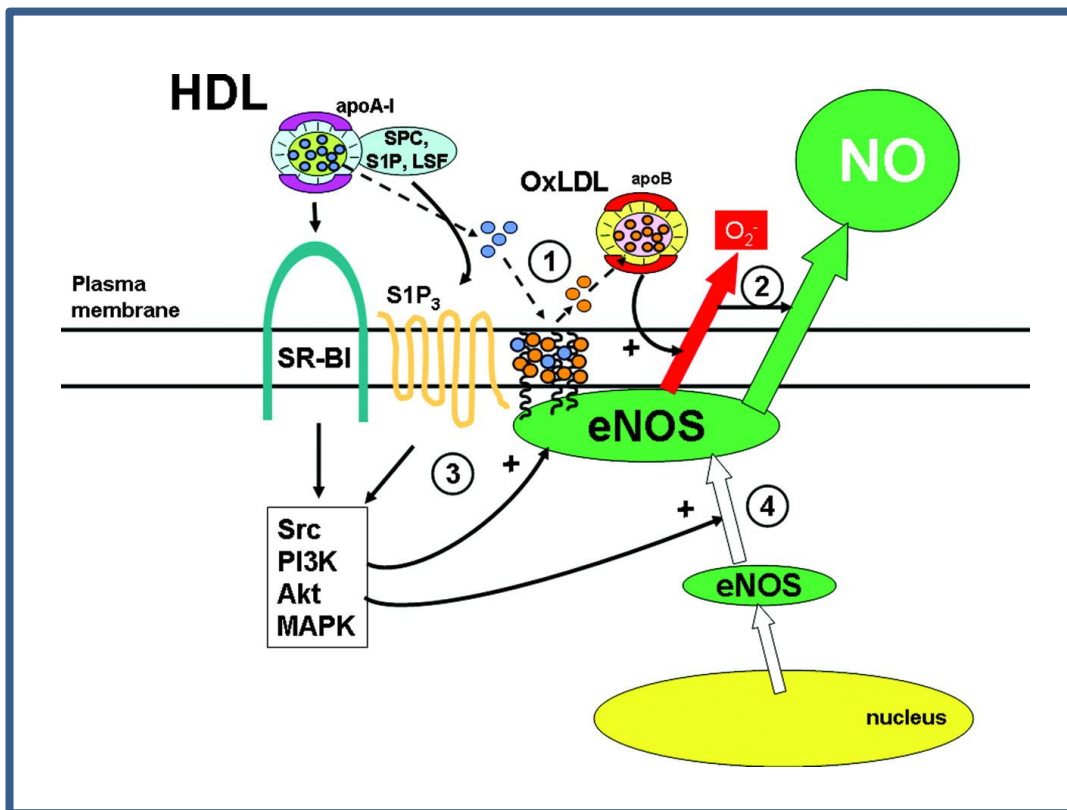 HDL
apoA-I
SPC,
S1P, LSF
OxLDL
apoB
NO
O₂⁻
1
2
Plasma
membrane
S1P₃
SR-BI
+
eNOS
3
+
+
4
Src
PI3K
Akt
MAPK
eNOS
nucleus